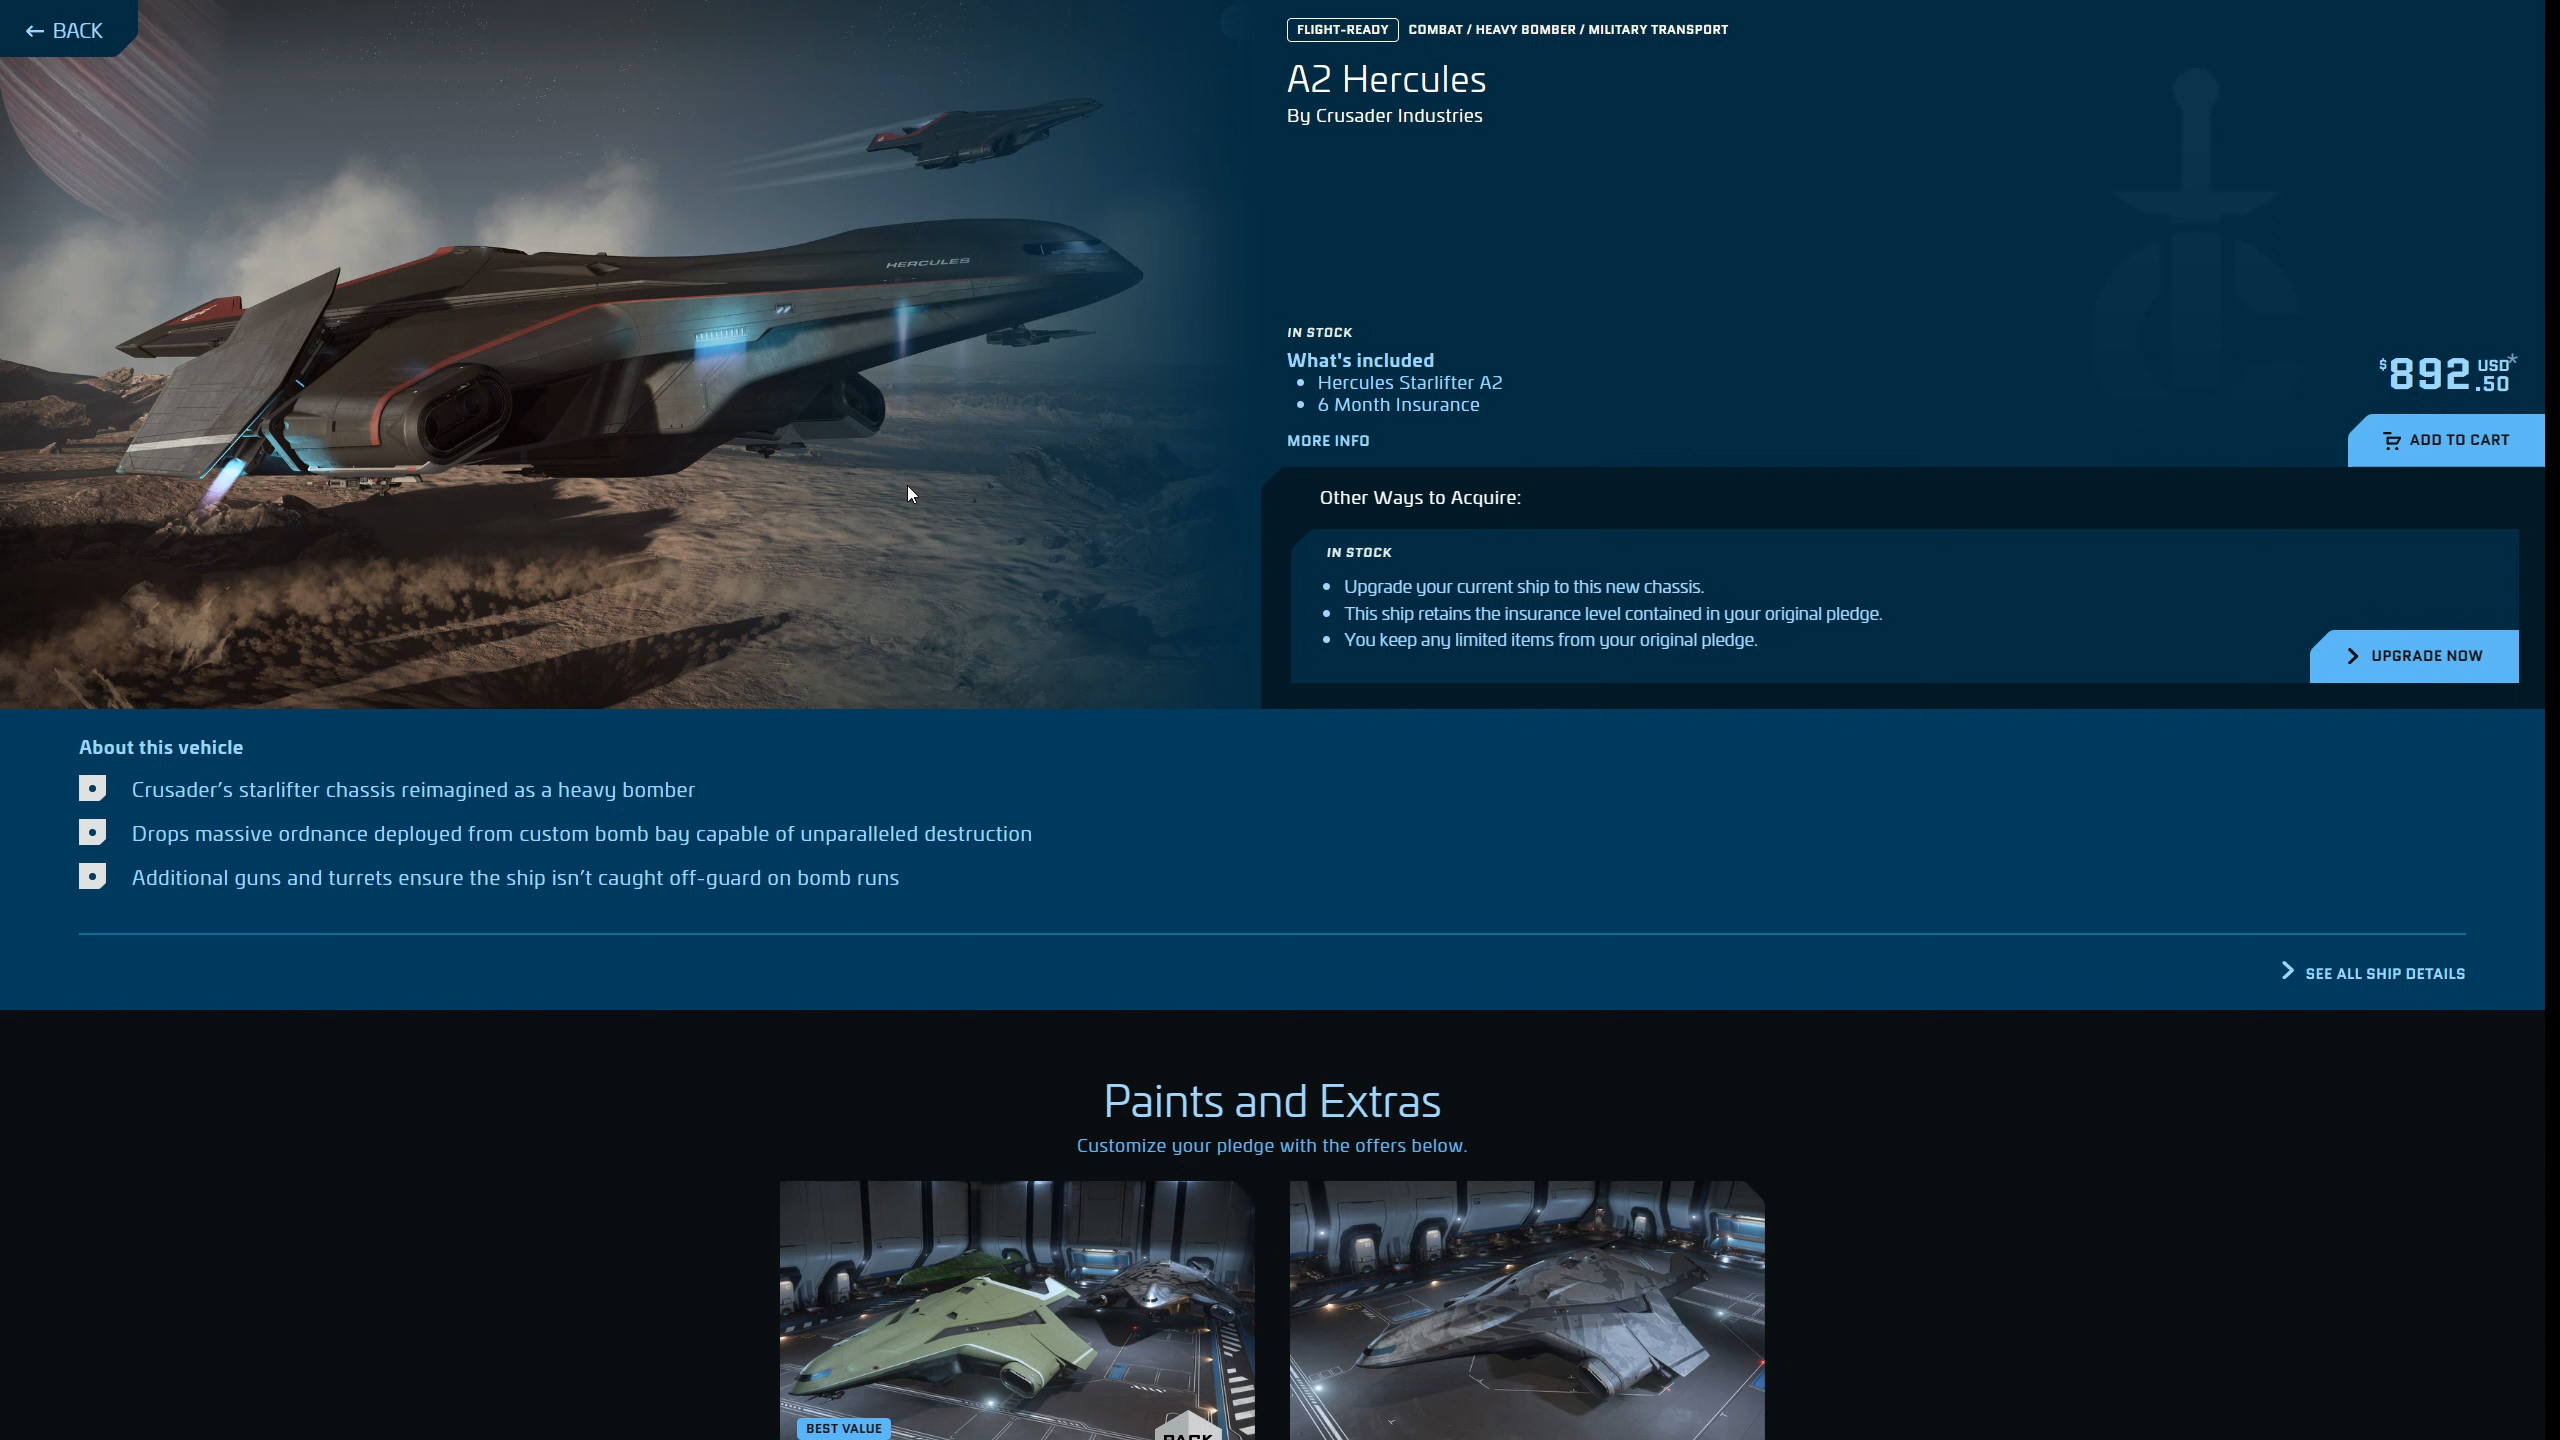 ← BACK
FLIGHT-READY COMBAT / HEAVY BOMBER / MILITARY TRANSPORT
A2 Hercules
By Crusader Industries
HERCULES
IN STOCK
What's included
• Hercules Starlifter A2
• 6 Month Insurance
MORE INFO
$892.50 USD*
ADD TO CART
Other Ways to Acquire:
IN STOCK
• Upgrade your current ship to this new chassis.
• This ship retains the insurance level contained in your original pledge.
• You keep any limited items from your original pledge.
UPGRADE NOW
About this vehicle
Crusader’s starlifter chassis reimagined as a heavy bomber
Drops massive ordnance deployed from custom bomb bay capable of unparalleled destruction
Additional guns and turrets ensure the ship isn’t caught off-guard on bomb runs
SEE ALL SHIP DETAILS
Paints and Extras
Customize your pledge with the offers below.
BEST VALUE
PACK